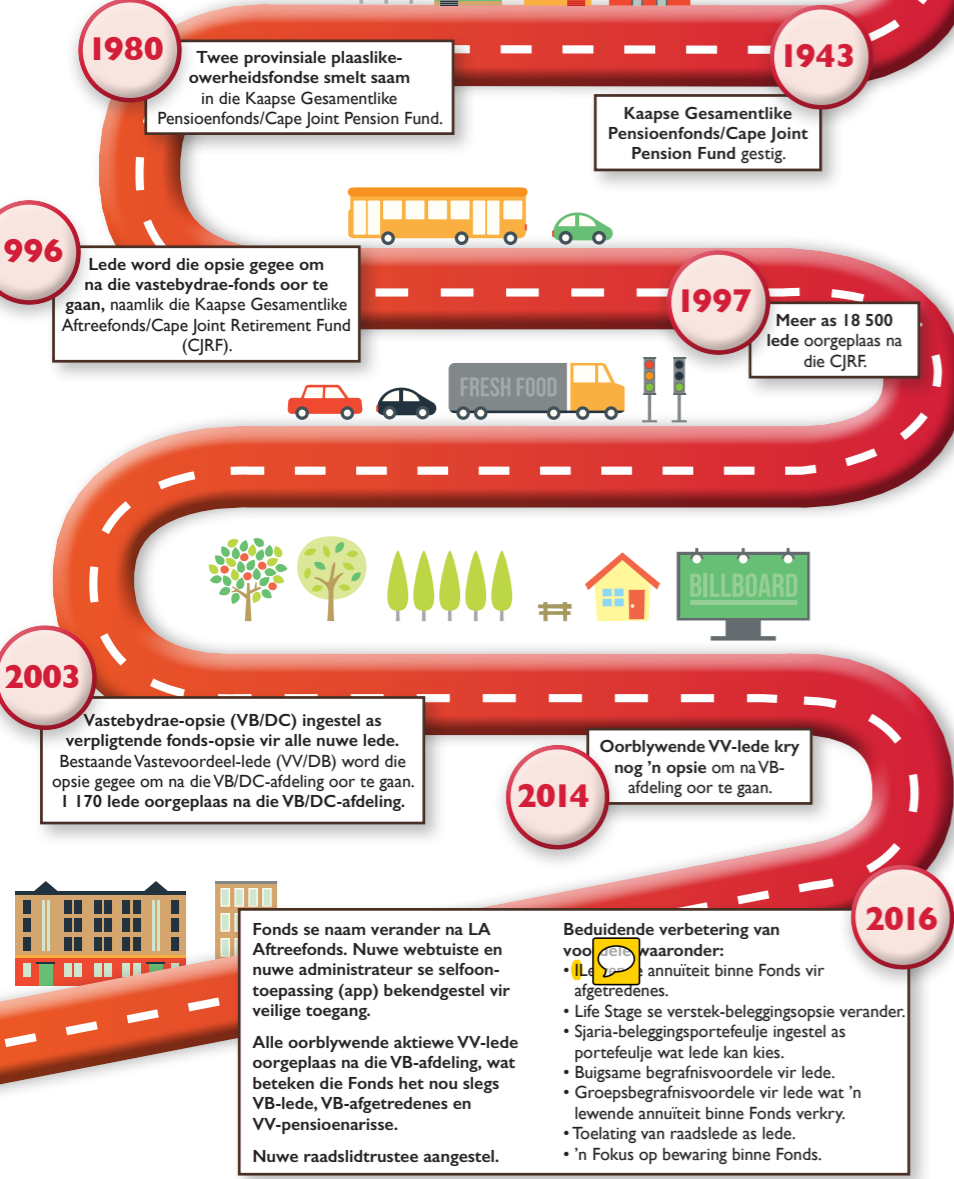 1980
Twee provinsiale plaaslike-
owerheidsfondse smelt saam
in die Kaapse Gesamentlike
Pensioenfonds/Cape Joint Pension Fund.
1943
Kaapse Gesamentlike
Pensioenfonds/Cape Joint
Pension Fund gestig.
996
Lede word die opsie gegee om
na die vastebydrae-fonds oor te
gaan, naamlik die Kaapse Gesamentlike
Aftreefonds/Cape Joint Retirement Fund
(CJRF).
1997
Meer as 18 500
lede oorgeplaas na
die CJRF.
FRESH FOOD
BILLBOARD
2003
Vastebydrae-opsie (VB/DC) ingestel as
verpligtende fonds-opsie vir alle nuwe lede.
Bestaande Vastevoordeel-lede (VV/DB) word die
opsie gegee om na die VB/DC-afdeling oor te gaan.
1 170 lede oorgeplaas na die VB/DC-afdeling.
2014
Oorblywende VV-lede kry
nog 'n opsie om na VB-
afdeling oor te gaan.
2016
Fonds se naam verander na LA
Aftreefonds. Nuwe webtuiste en
nuwe administrateur se selfoon-
toepassing (app) bekendgestel vir
veilige toegang.
Alle oorblywende aktiewe VV-lede
oorgeplaas na die VB-afdeling, wat
beteken die Fonds het nou slegs
VB-lede, VB-afgetredenes en
VV-pensioenarisse.
Nuwe raadslidtrustee aangestel.
Beduidende verbetering van
waaronder:
• annuïteit binne Fonds vir
afgetredenes.
• Life Stage se verstek-beleggingsopsie verander.
• Sjaria-beleggingsportefeulje ingestel as
portefeulje wat lede kan kies.
• Buigsame begrafnisvoordele vir lede.
• Groepsbegrafnisvoordele vir lede wat 'n
lewende annuïteit binne Fonds verkry.
• Toelating van raadslede as lede.
• 'n Fokus op bewaring binne Fonds.